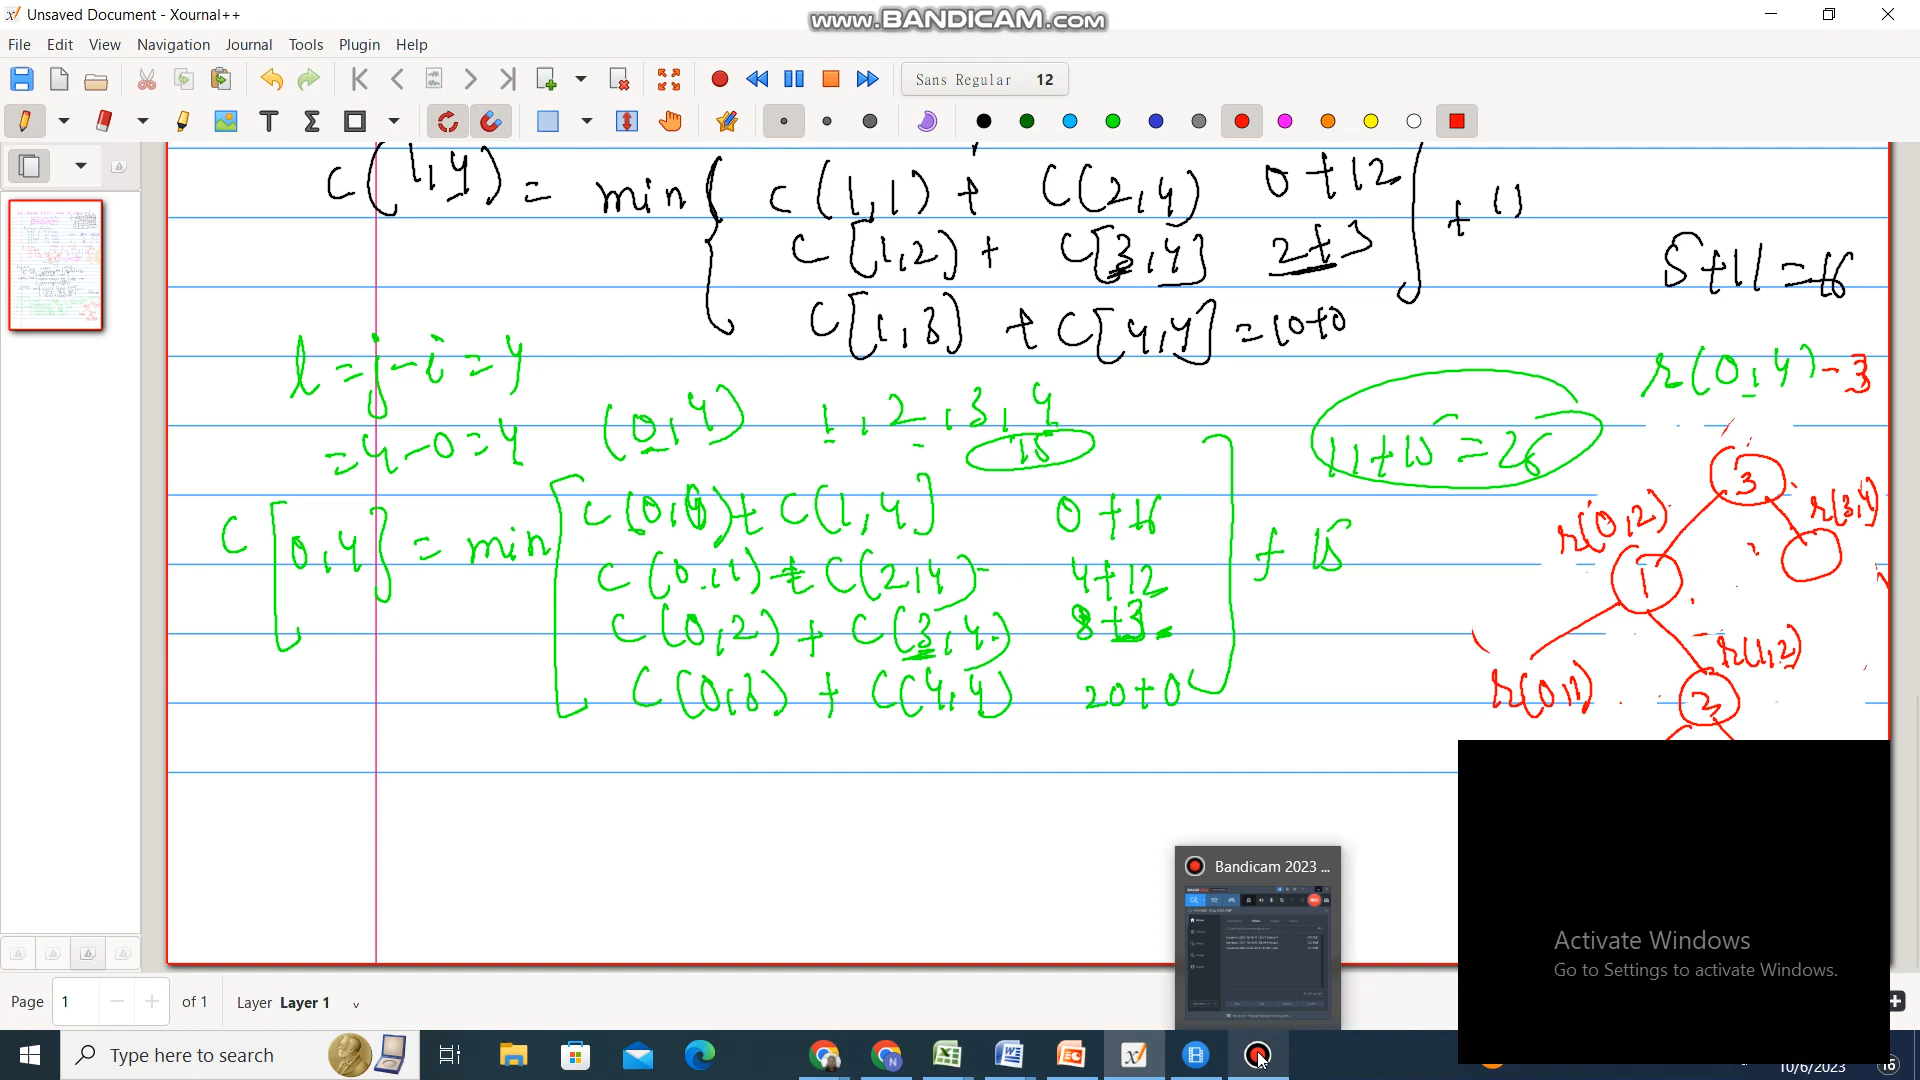 Unsaved Document - Xournal++
www.BANDICAM.com
File Edit View Navigation Journal Tools Plugin Help
Sans Regular 12
C(1,4) = min { C(1,1) + C(2,4) 0+12
C[1,2) + C[3,4] 2+3
C[1,3) + C[4,4] = 10+0
+ 11
5+11=16
l = j-i = 4
= 4-0=4
(0,4) 1,2,3,4
15
11+15=26
r(0,4)-3
C[0,4] = min
C(0,0)+C(1,4] 0+16
C(0,1)+C(2,4) 4+12
C(0,2)+C(3,4) 8+3
C(0,3)+C(4,4) 20+0
+ 15
3
r(0,2)
r(3,4)
1
r(1,2)
r(0,1)
2
Bandicam 2023 ...
Activate Windows
Go to Settings to activate Windows.
Page 1 of 1 Layer Layer 1
Type here to search
10/6/2023
16